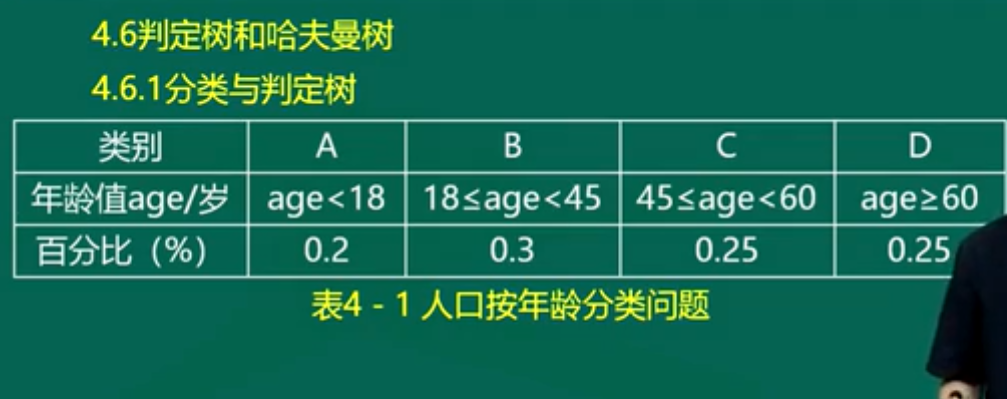 4.6判定树和哈夫曼树
4.6.1分类与判定树
类别 A B C D
年龄值age/岁 age<18 18≤age<45 45≤age<60 age≥60
百分比（%） 0.2 0.3 0.25 0.25
表4 - 1 人口按年龄分类问题